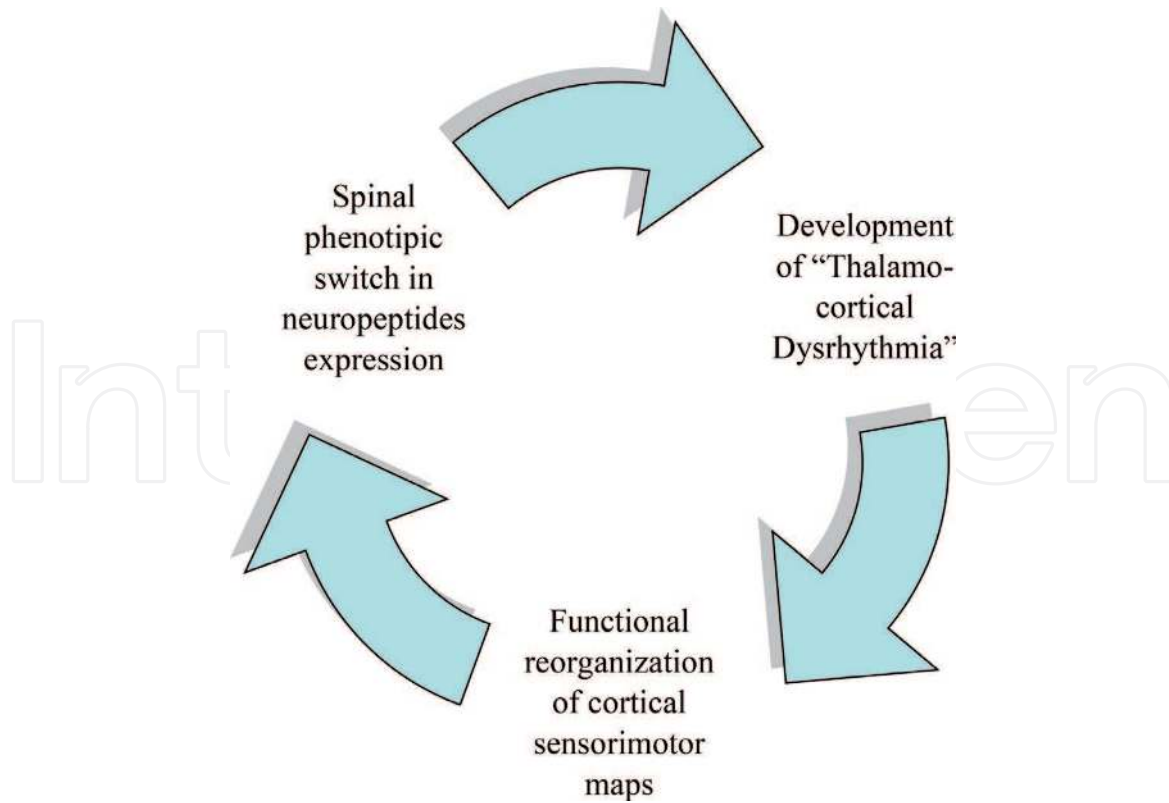 Spinal
phenotipic
switch in
neuropeptides
expression
Development
of “Thalamo-
cortical
Dysrhythmia”
Functional
reorganization
of cortical
sensorimotor
maps